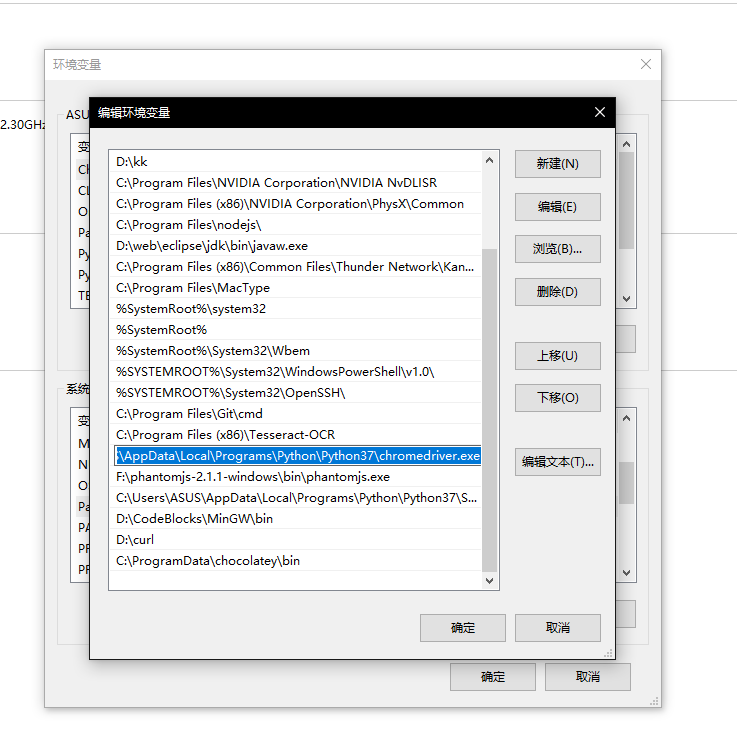 环境变量
ASU
2.30GHz
编辑环境变量
变
D:\kk
新建(N)
Cl
C:\Program Files\NVIDIA Corporation\NVIDIA NvDLISR
CL
C:\Program Files (x86)\NVIDIA Corporation\PhysX\Common
编辑(E)
O
C:\Program Files\nodejs\
Pa
D:\web\eclipse\jdk\bin\javaw.exe
浏览(B)...
Py
C:\Program Files (x86)\Common Files\Thunder Network\Kan...
Py
C:\Program Files\MacType
删除(D)
TE
%SystemRoot%\system32
%SystemRoot%
%SystemRoot%\System32\Wbem
上移(U)
%SYSTEMROOT%\System32\WindowsPowerShell\v1.0\
系统
%SYSTEMROOT%\System32\OpenSSH\
下移(O)
变
C:\Program Files\Git\cmd
M
C:\Program Files (x86)\Tesseract-OCR
N
:\AppData\Local\Programs\Python\Python37\chromedriver.exe
编辑文本(T)...
O
F:\phantomjs-2.1.1-windows\bin\phantomjs.exe
Pa
C:\Users\ASUS\AppData\Local\Programs\Python\Python37\S...
PA
D:\CodeBlocks\MinGW\bin
PF
D:\curl
PF
C:\ProgramData\chocolatey\bin
确定
取消
确定
取消